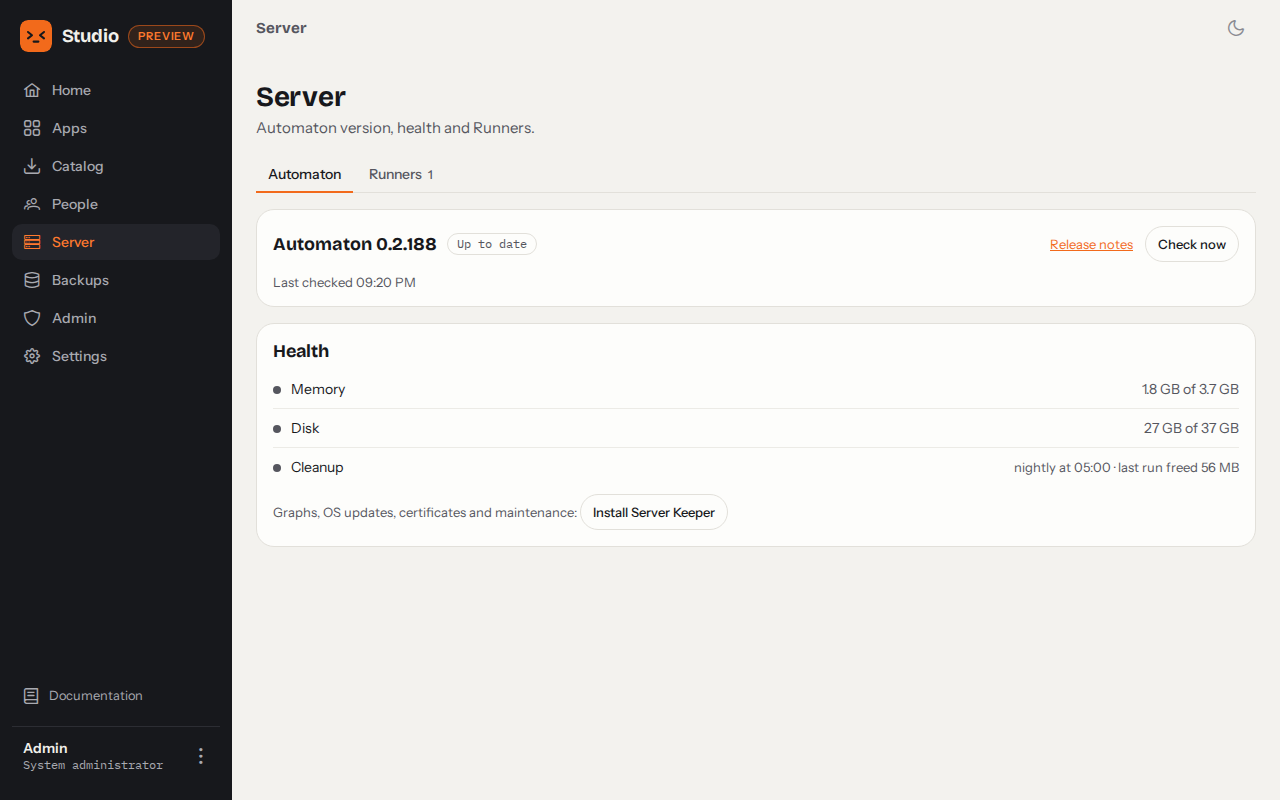 Studio PREVIEW
Home
Apps
Catalog
People
Server
Backups
Admin
Settings
Documentation
Admin
System administrator
Server
Server
Automaton version, health and Runners.
Automaton Runners 1
Automaton 0.2.188 Up to date Release notes Check now
Last checked 09:20 PM
Health
Memory 1.8 GB of 3.7 GB
Disk 27 GB of 37 GB
Cleanup nightly at 05:00 · last run freed 56 MB
Graphs, OS updates, certificates and maintenance: Install Server Keeper